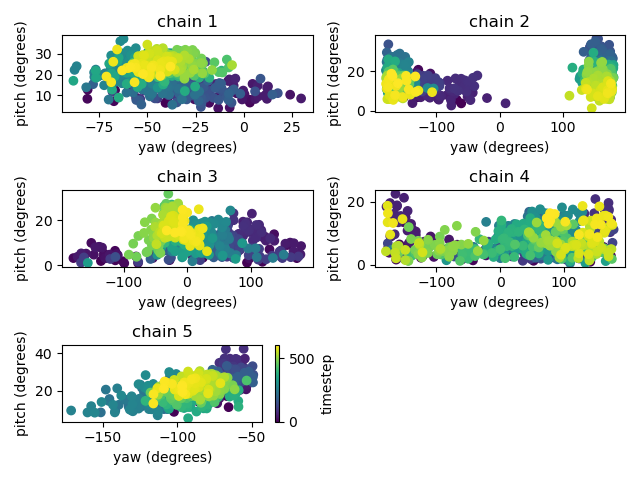 chain 1
chain 2
pitch (degrees)
30
20
10
−75
−50
−25
0
25
yaw (degrees)
pitch (degrees)
20
0
−100
0
100
yaw (degrees)
chain 3
chain 4
pitch (degrees)
20
0
−100
0
100
yaw (degrees)
pitch (degrees)
20
0
−100
0
100
yaw (degrees)
chain 5
pitch (degrees)
40
20
−150
−100
−50
yaw (degrees)
500
0
timestep